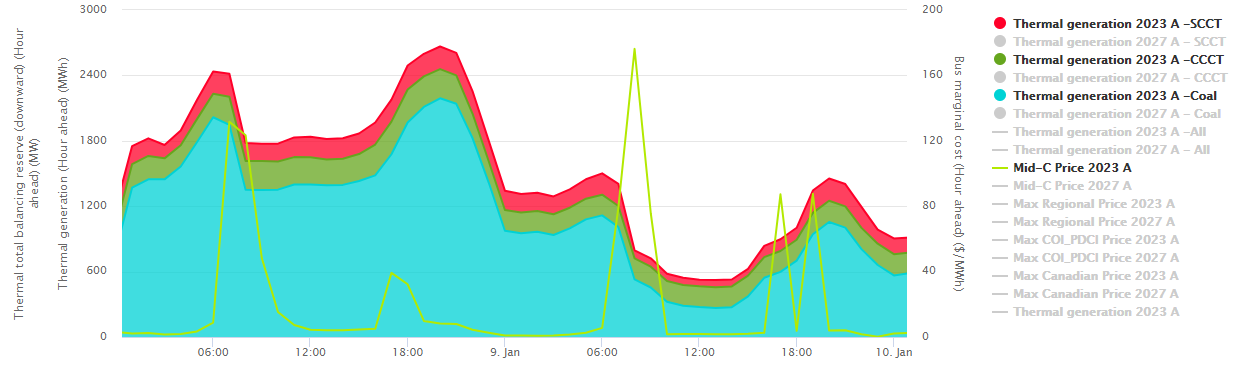 Thermal total balancing reserve (downward) (Hour
ahead) (MW)
Thermal generation (Hour ahead) (MWh)
3000
2400
1800
1200
600
0
06:00
12:00
18:00
9. Jan
06:00
12:00
18:00
10. Jan
200
160
120
80
40
0
Bus marginal cost (Hour ahead) ($/MWh)
Thermal generation 2023 A -SCCT
Thermal generation 2027 A - SCCT
Thermal generation 2023 A -CCCT
Thermal generation 2027 A - CCCT
Thermal generation 2023 A -Coal
Thermal generation 2027 A - Coal
Thermal generation 2023 A -All
Thermal generation 2027 A - All
Mid-C Price 2023 A
Mid-C Price 2027 A
Max Regional Price 2023 A
Max Regional Price 2027 A
Max COI_PDCI Price 2023 A
Max COI_PDCI Price 2027 A
Max Canadian Price 2023 A
Max Canadian Price 2027 A
Thermal generation 2023 A